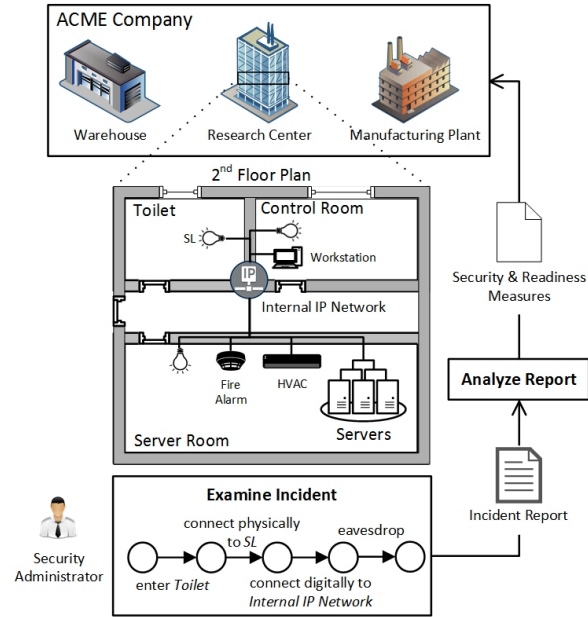 ACME Company
Warehouse
Research Center
Manufacturing Plant
2nd Floor Plan
Toilet
Control Room
SL
Workstation
IP
Internal IP Network
Fire
Alarm
HVAC
Servers
Server Room
Security & Readiness
Measures
Analyze Report
Incident Report
Security
Administrator
Examine Incident
connect physically
to SL
eavesdrop
enter Toilet
connect digitally to
Internal IP Network